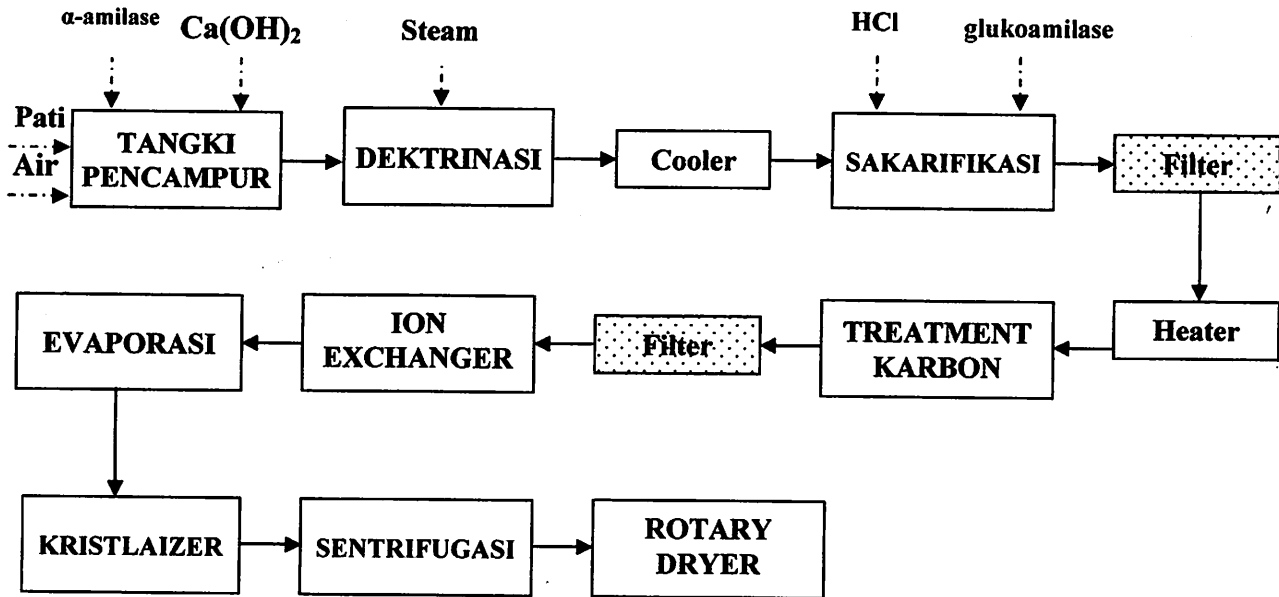 α-amilase
Ca(OH)₂
Steam
HCl
glukoamilase
Pati
Air
TANGKI
PENCAMPUR
DEKTRINASI
Cooler
SAKARIFIKASI
Filter
EVAPORASI
ION
EXCHANGER
Filter
TREATMENT
KARBON
Heater
KRISTLAIZER
SENTRIFUGASI
ROTARY
DRYER